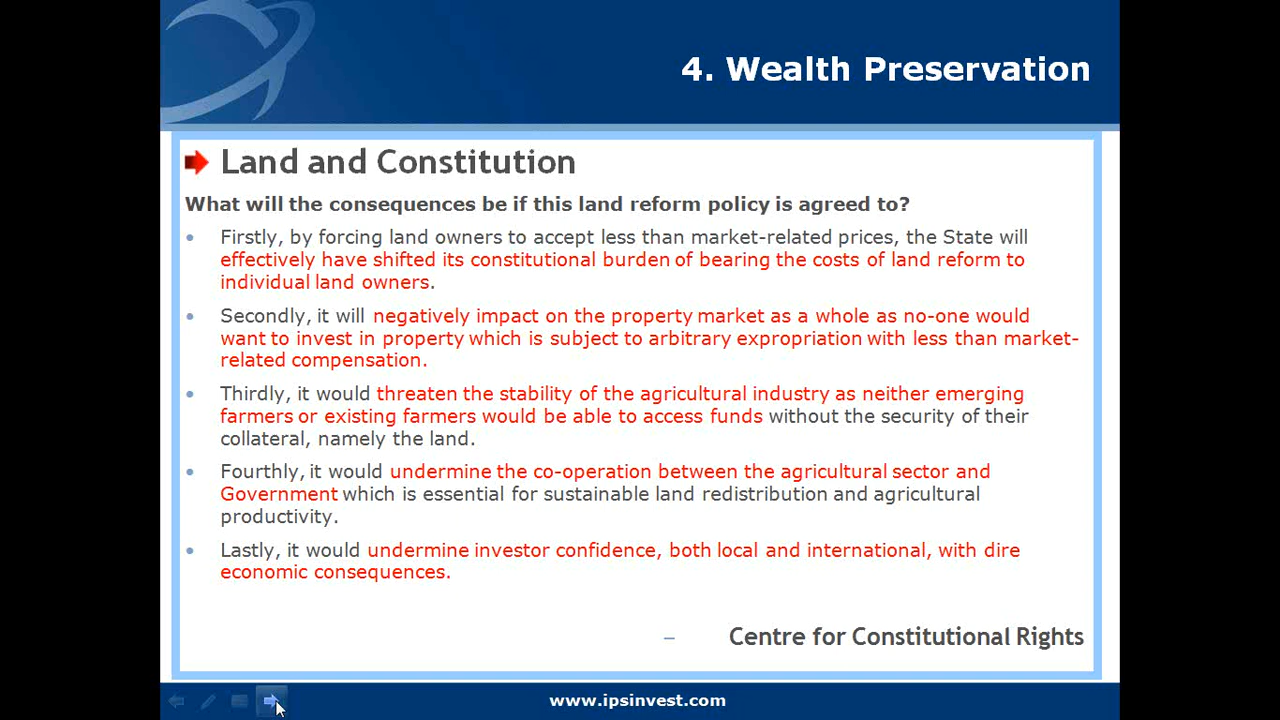 4. Wealth Preservation
Land and Constitution
What will the consequences be if this land reform policy is agreed to?
• Firstly, by forcing land owners to accept less than market-related prices, the State will
effectively have shifted its constitutional burden of bearing the costs of land reform to
individual land owners.
• Secondly, it will negatively impact on the property market as a whole as no-one would
want to invest in property which is subject to arbitrary expropriation with less than market-
related compensation.
• Thirdly, it would threaten the stability of the agricultural industry as neither emerging
farmers or existing farmers would be able to access funds without the security of their
collateral, namely the land.
• Fourthly, it would undermine the co-operation between the agricultural sector and
Government which is essential for sustainable land redistribution and agricultural
productivity.
• Lastly, it would undermine investor confidence, both local and international, with dire
economic consequences.
– Centre for Constitutional Rights
www.ipsinvest.com